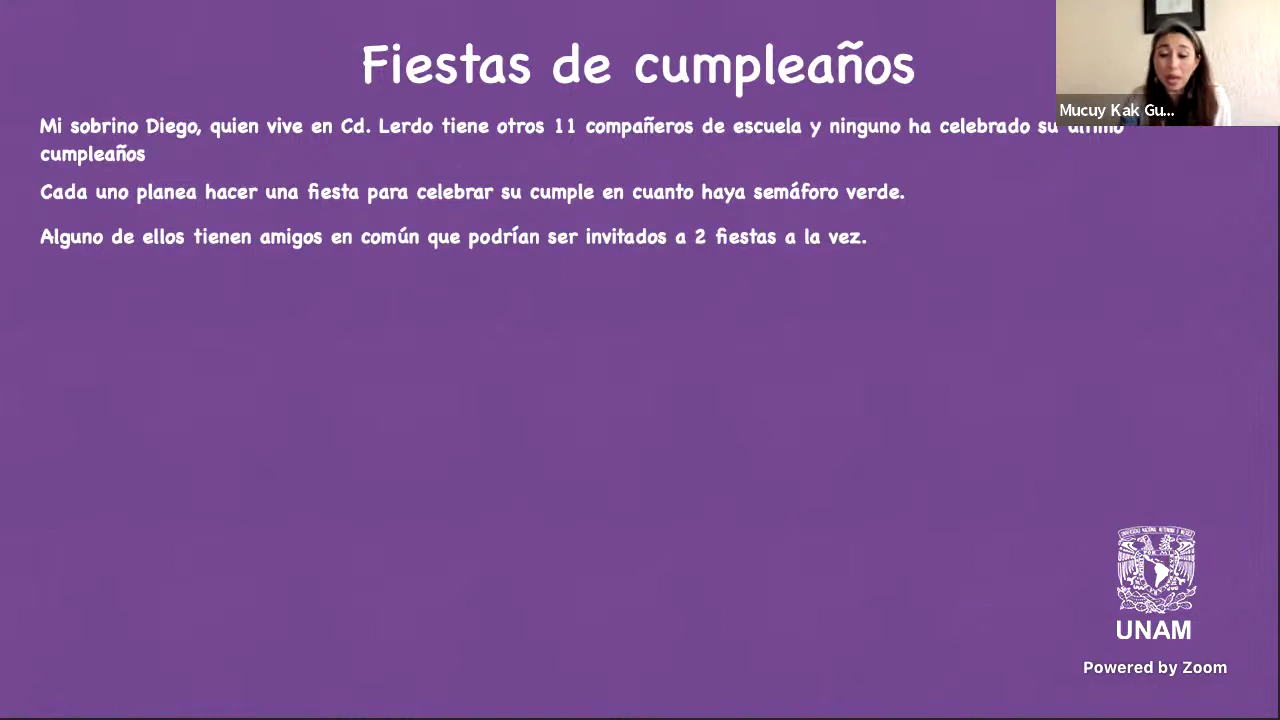 Fiestas de cumpleaños
Mucuy Kak Gu...
Mi sobrino Diego, quien vive en Cd. Lerdo tiene otros 11 compañeros de escuela y ninguno ha celebrado su último
cumpleaños
Cada uno planea hacer una fiesta para celebrar su cumple en cuanto haya semáforo verde.
Alguno de ellos tienen amigos en común que podrían ser invitados a 2 fiestas a la vez.
UNAM
Powered by Zoom